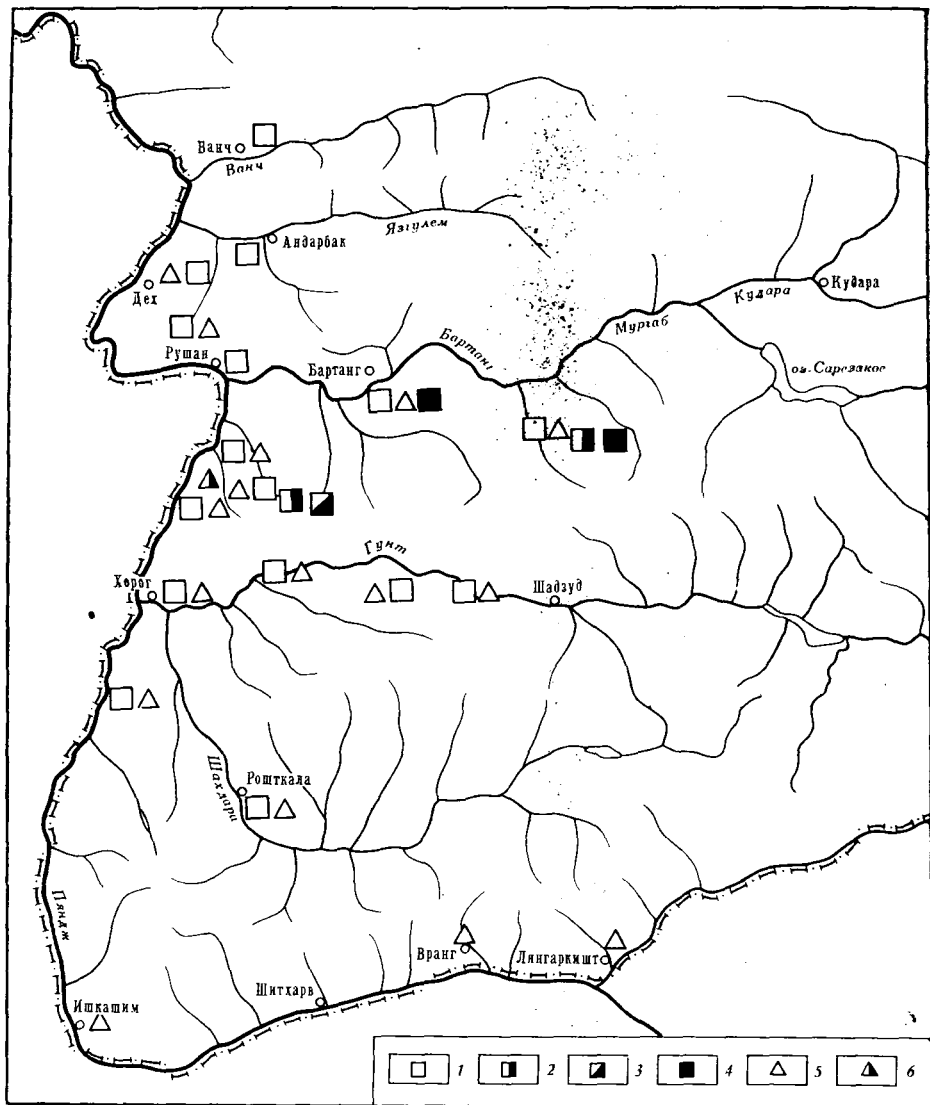 Ванч
Ванч
Язгулем
Андарбак
Дех
Кудара
Кудара
Мургаб
Рушан
Бартанг
Бартанг
оз. Сарезское
Гунт
Хорог
Шадзуд
Шахдара
Рошткала
Пяндж
Вранг
Лянгаркишт
Шитхарв
Ишкашим
1 2 3 4 5 6